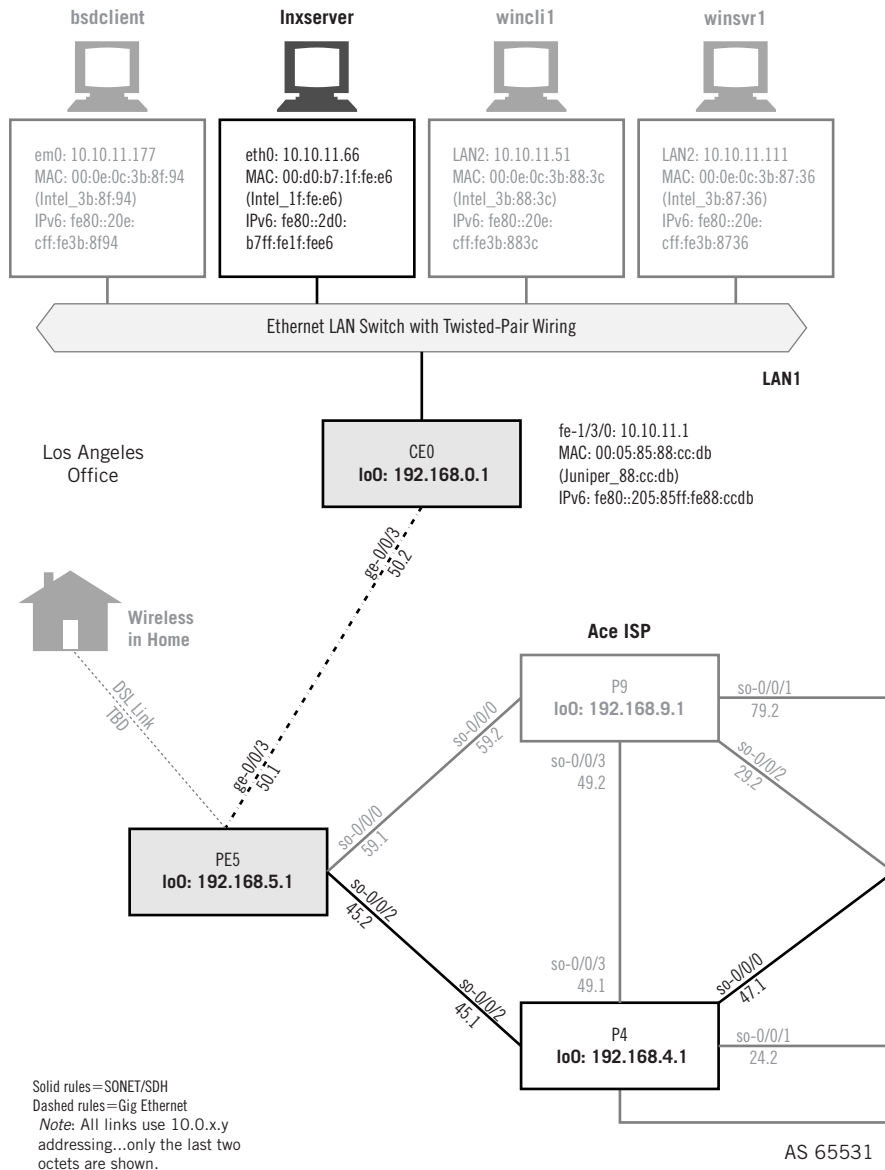 bsdclient
lnxserver
wincli1
winsvr1
em0: 10.10.11.177
MAC: 00:0e:0c:3b:8f:94
(Intel_3b:8f:94)
IPv6: fe80::20e:
cff:fe3b:8f94
eth0: 10.10.11.66
MAC: 00:d0:b7:1f:fe:e6
(Intel_1f:fe:e6)
IPv6: fe80::2d0:
b7ff:fe1f:fee6
LAN2: 10.10.11.51
MAC: 00:0e:0c:3b:88:3c
(Intel_3b:88:3c)
IPv6: fe80::20e:
cff:fe3b:883c
LAN2: 10.10.11.111
MAC: 00:0e:0c:3b:87:36
(Intel_3b:87:36)
IPv6: fe80::20e:
cff:fe3b:8736
Ethernet LAN Switch with Twisted-Pair Wiring
LAN1
Los Angeles
Office
CE0
lo0: 192.168.0.1
fe-1/3/0: 10.10.11.1
MAC: 00:05:85:88:cc:db
(Juniper_88:cc:db)
IPv6: fe80::205:85ff:fe88:ccdb
ge-0/0/3
50.2
Wireless
in Home
DSL Link
TBD
ge-0/0/3
50.1
Ace ISP
P9
lo0: 192.168.9.1
so-0/0/1
79.2
so-0/0/0
59.2
so-0/0/3
49.2
so-0/0/2
29.2
so-0/0/0
59.1
PE5
lo0: 192.168.5.1
so-0/0/2
45.2
so-0/0/2
45.1
so-0/0/3
49.1
so-0/0/0
47.1
P4
lo0: 192.168.4.1
so-0/0/1
24.2
Solid rules=SONET/SDH
Dashed rules=Gig Ethernet
Note: All links use 10.0.x.y
addressing...only the last two
octets are shown.
AS 65531